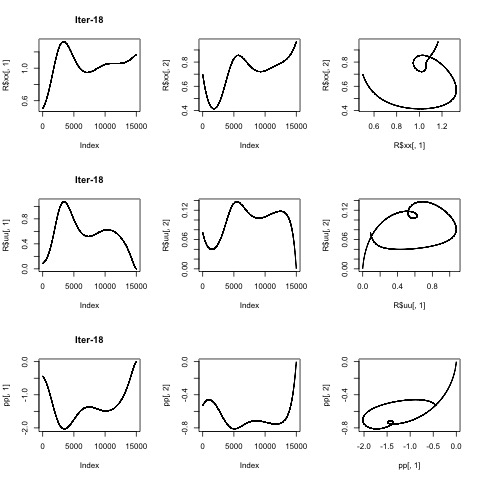 Iter-18
R$xx[, 1]
0.6 1.0
0 5000 10000 15000
Index
R$xx[, 2]
0.4 0.6 0.8
0 5000 10000 15000
Index
R$xx[, 2]
0.4 0.6 0.8
0.6 0.8 1.0 1.2
R$xx[, 1]
Iter-18
R$uu[, 1]
0.0 0.4 0.8
0 5000 10000 15000
Index
R$uu[, 2]
0.00 0.06 0.12
0 5000 10000 15000
Index
R$uu[, 2]
0.00 0.06 0.12
0.0 0.4 0.8
R$uu[, 1]
Iter-18
pp[, 1]
-2.0 -1.0 0.0
0 5000 10000 15000
Index
pp[, 2]
-0.8 -0.4 0.0
0 5000 10000 15000
Index
pp[, 2]
-0.8 -0.4 0.0
-2.0 -1.5 -1.0 -0.5 0.0
pp[, 1]